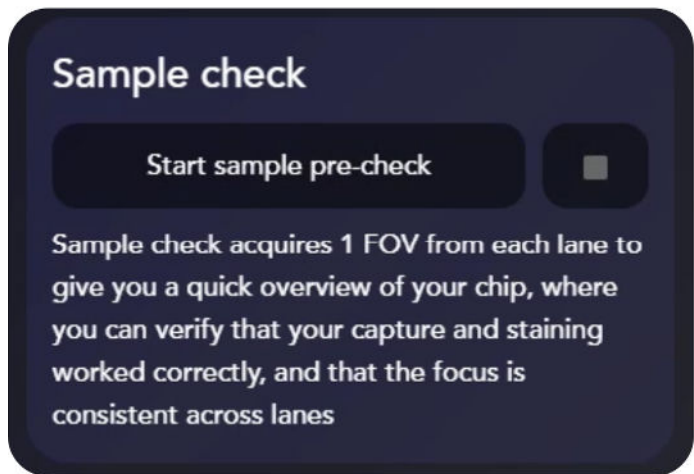 Sample check
Start sample pre-check
Sample check acquires 1 FOV from each lane to
give you a quick overview of your chip, where
you can verify that your capture and staining
worked correctly, and that the focus is
consistent across lanes